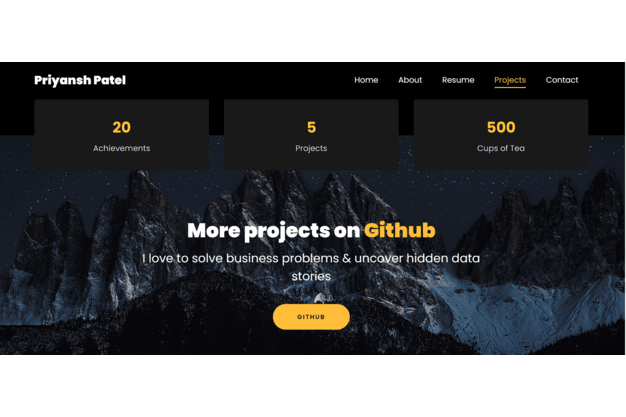 Priyansh Patel
Home About Resume Projects Contact
20 5 500
Achievements Projects Cups of Tea
More projects on Github
I love to solve business problems & uncover hidden data
stories
GITHUB